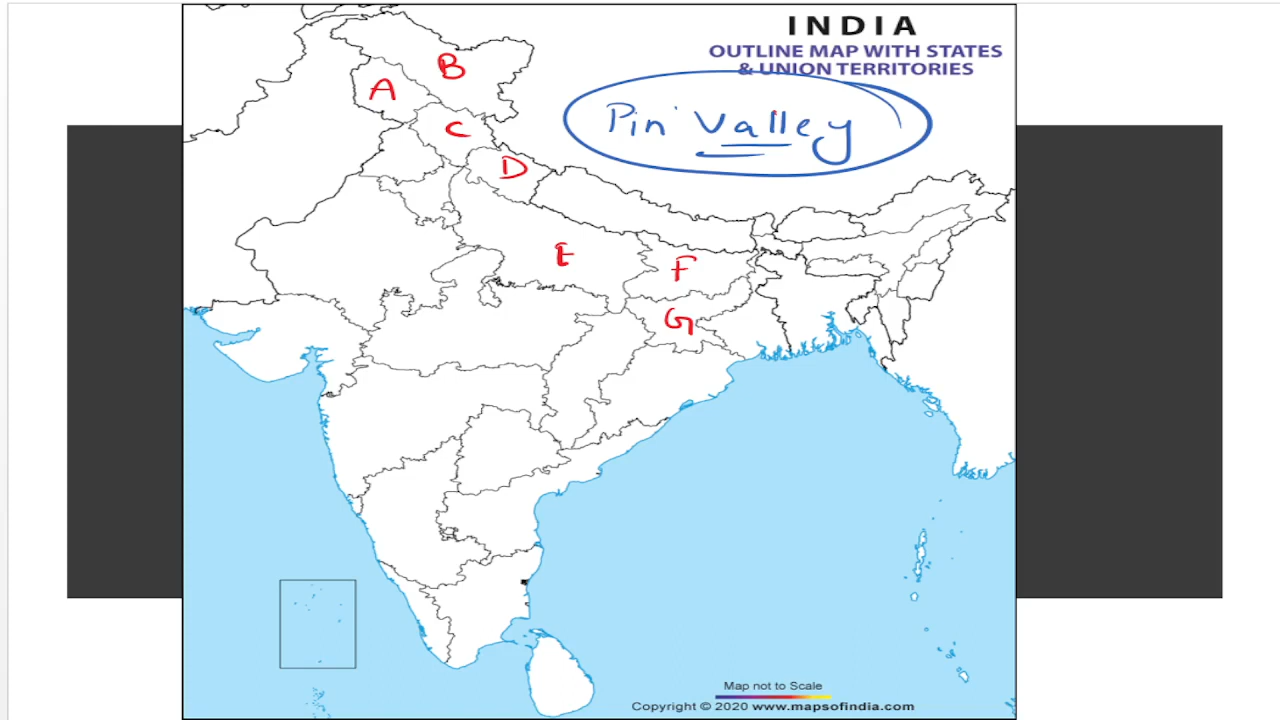 INDIA
OUTLINE MAP WITH STATES
& UNION TERRITORIES
Pin Valley
A
B
C
D
E
F
G
Map not to Scale
Copyright © 2020 www.mapsofindia.com